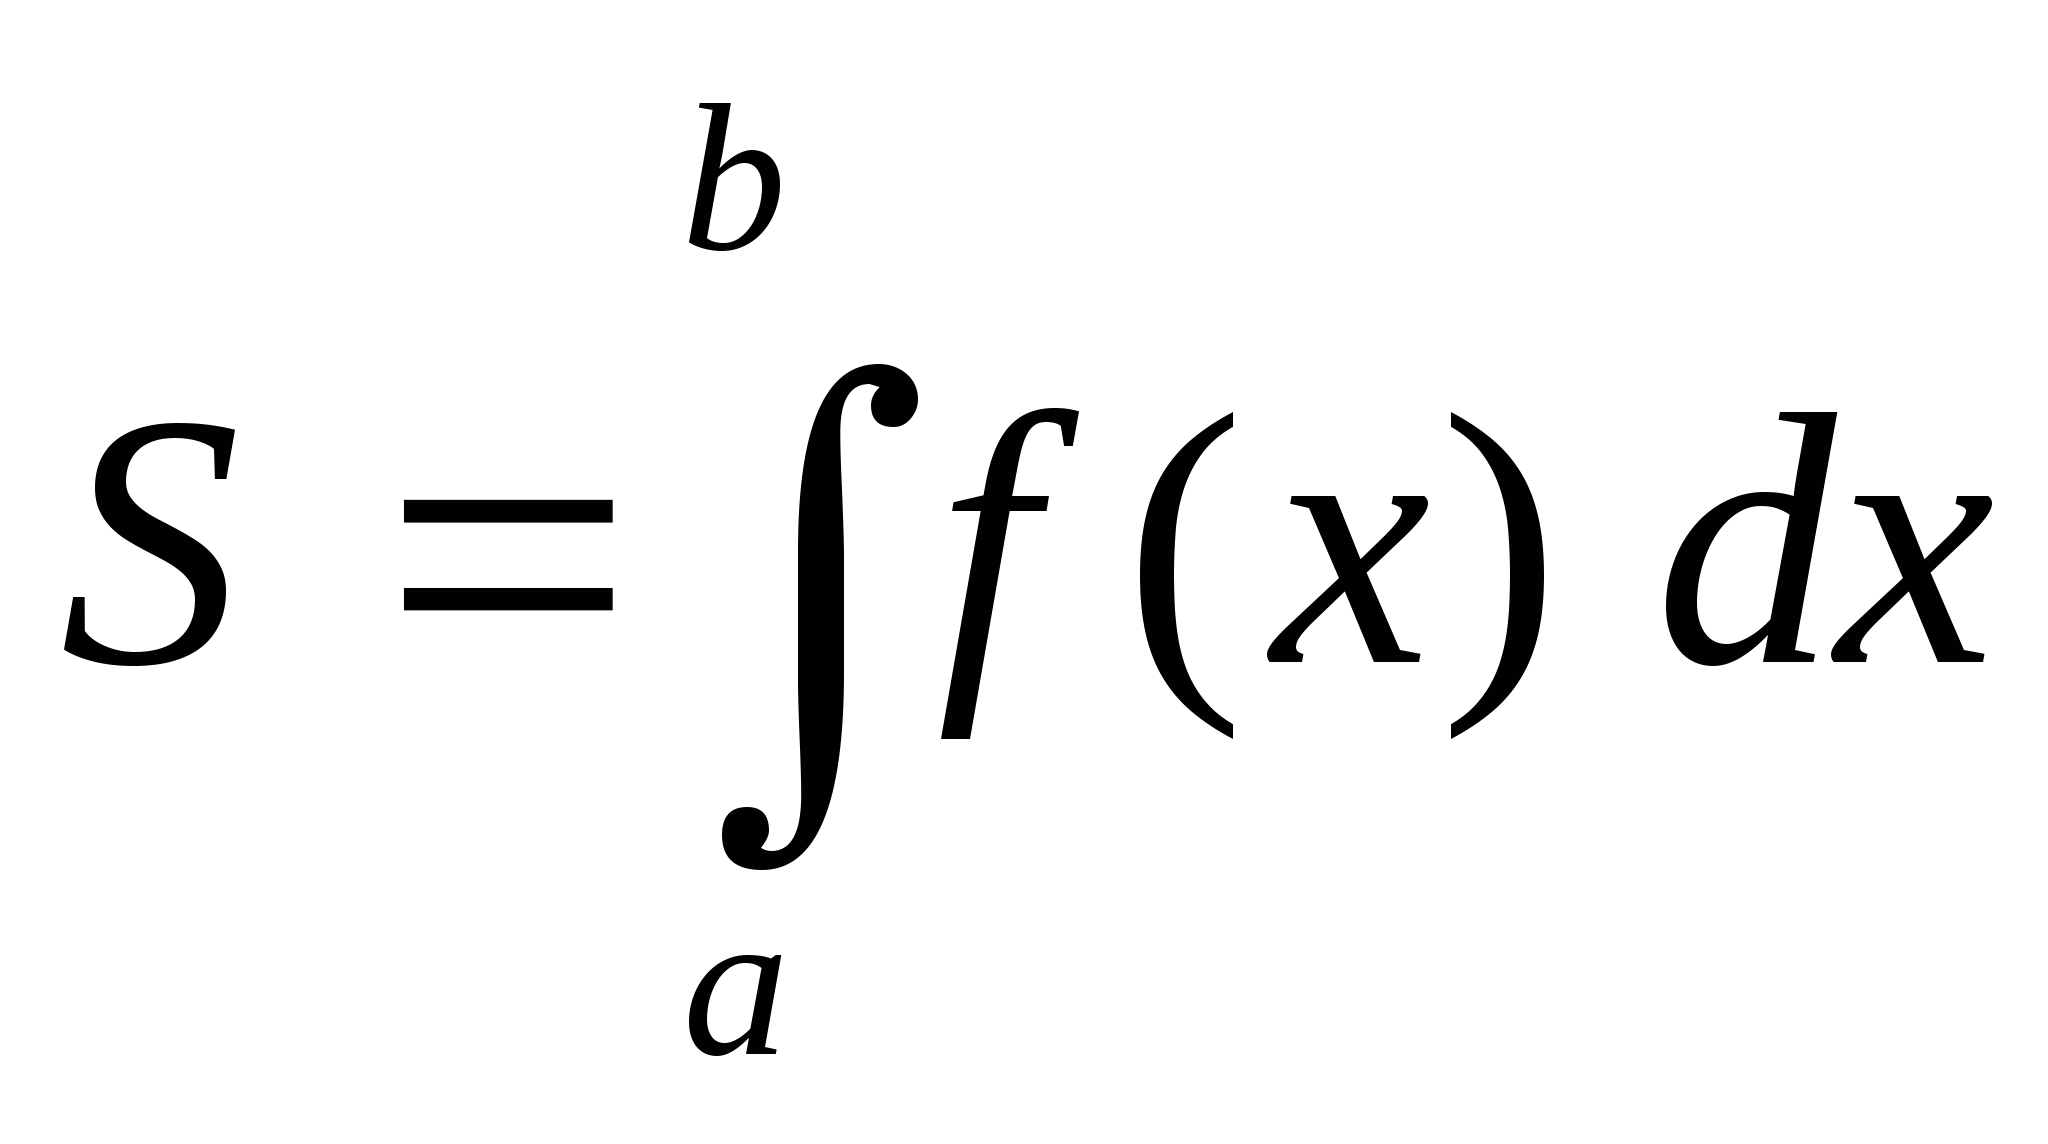 b
S = ∫ f (x) dx
a